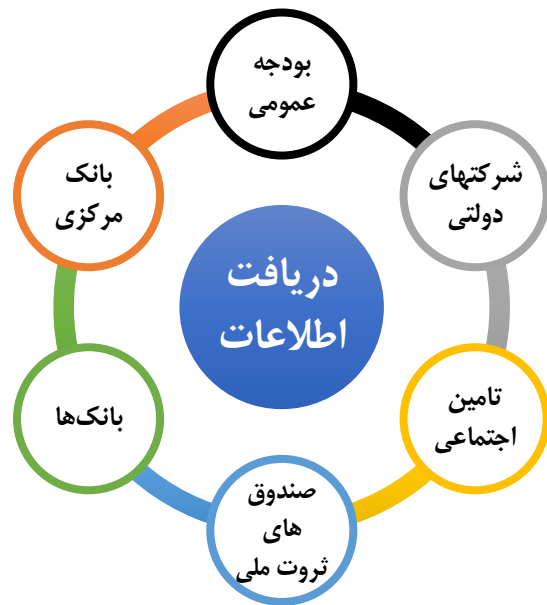 بودجه
عمومی
شرکتهای
دولتی
تامین
اجتماعی
صندوق
های
ثروت ملی
بانک‌ها
بانک
مرکزی
دریافت
اطلاعات